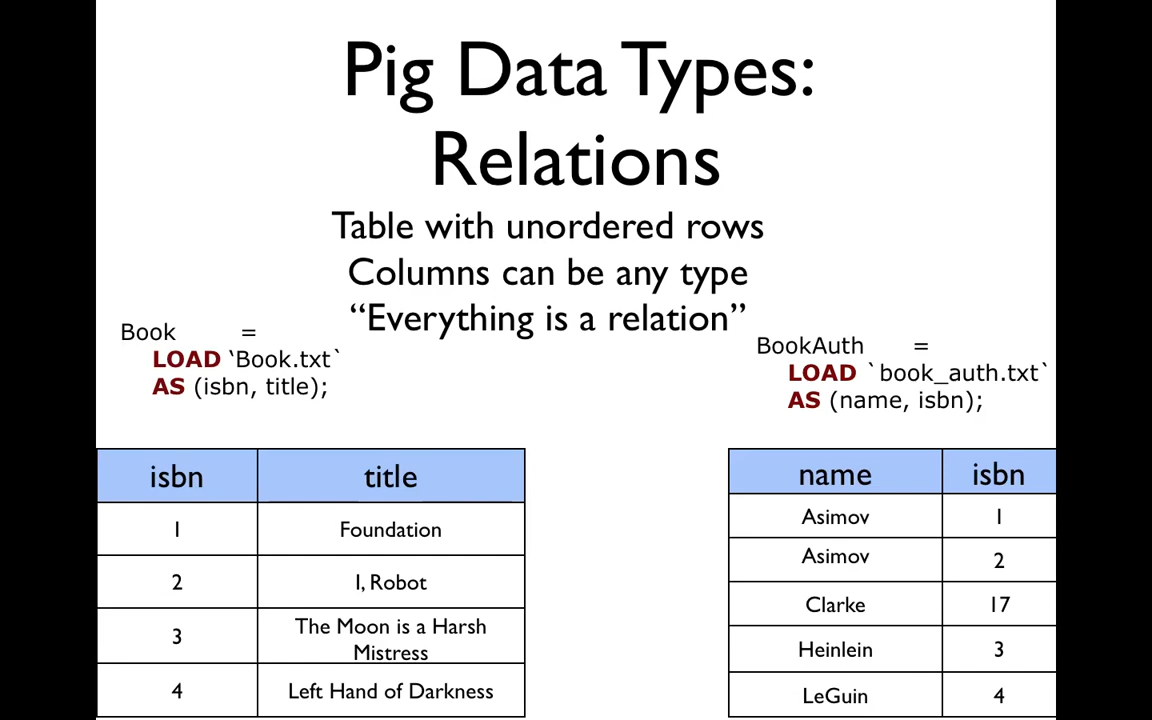 Pig Data Types:
Relations
Table with unordered rows
Columns can be any type
“Everything is a relation”
Book =
LOAD ‘Book.txt`
AS (isbn, title);
BookAuth =
LOAD `book_auth.txt`
AS (name, isbn);
isbn title
1 Foundation
2 I, Robot
3 The Moon is a Harsh
Mistress
4 Left Hand of Darkness
name isbn
Asimov 1
Asimov 2
Clarke 17
Heinlein 3
LeGuin 4